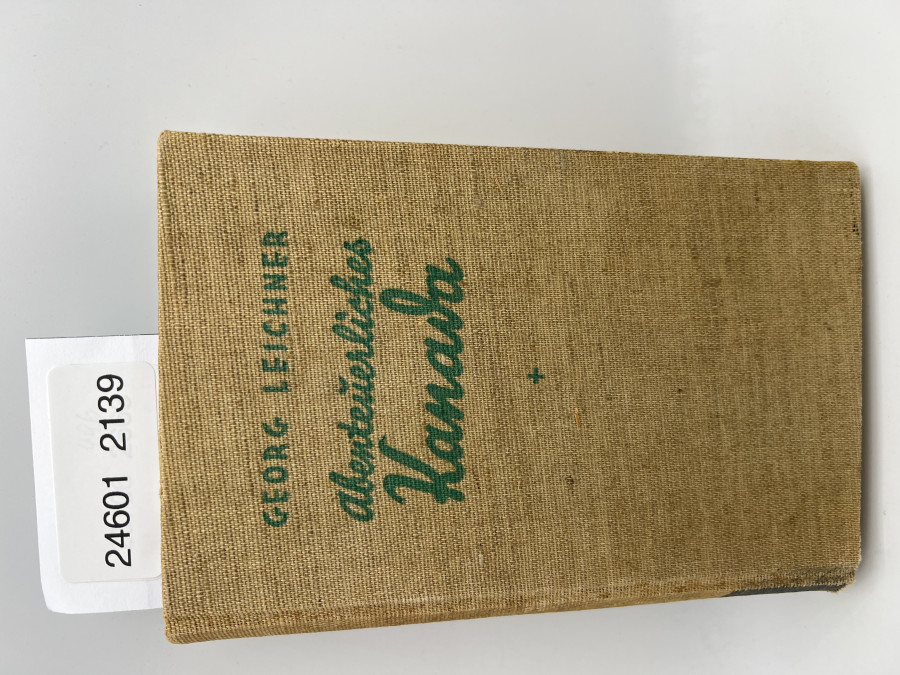 24601 2139
GEORG LEICHNER
Abenteuerliches
Kanada
+